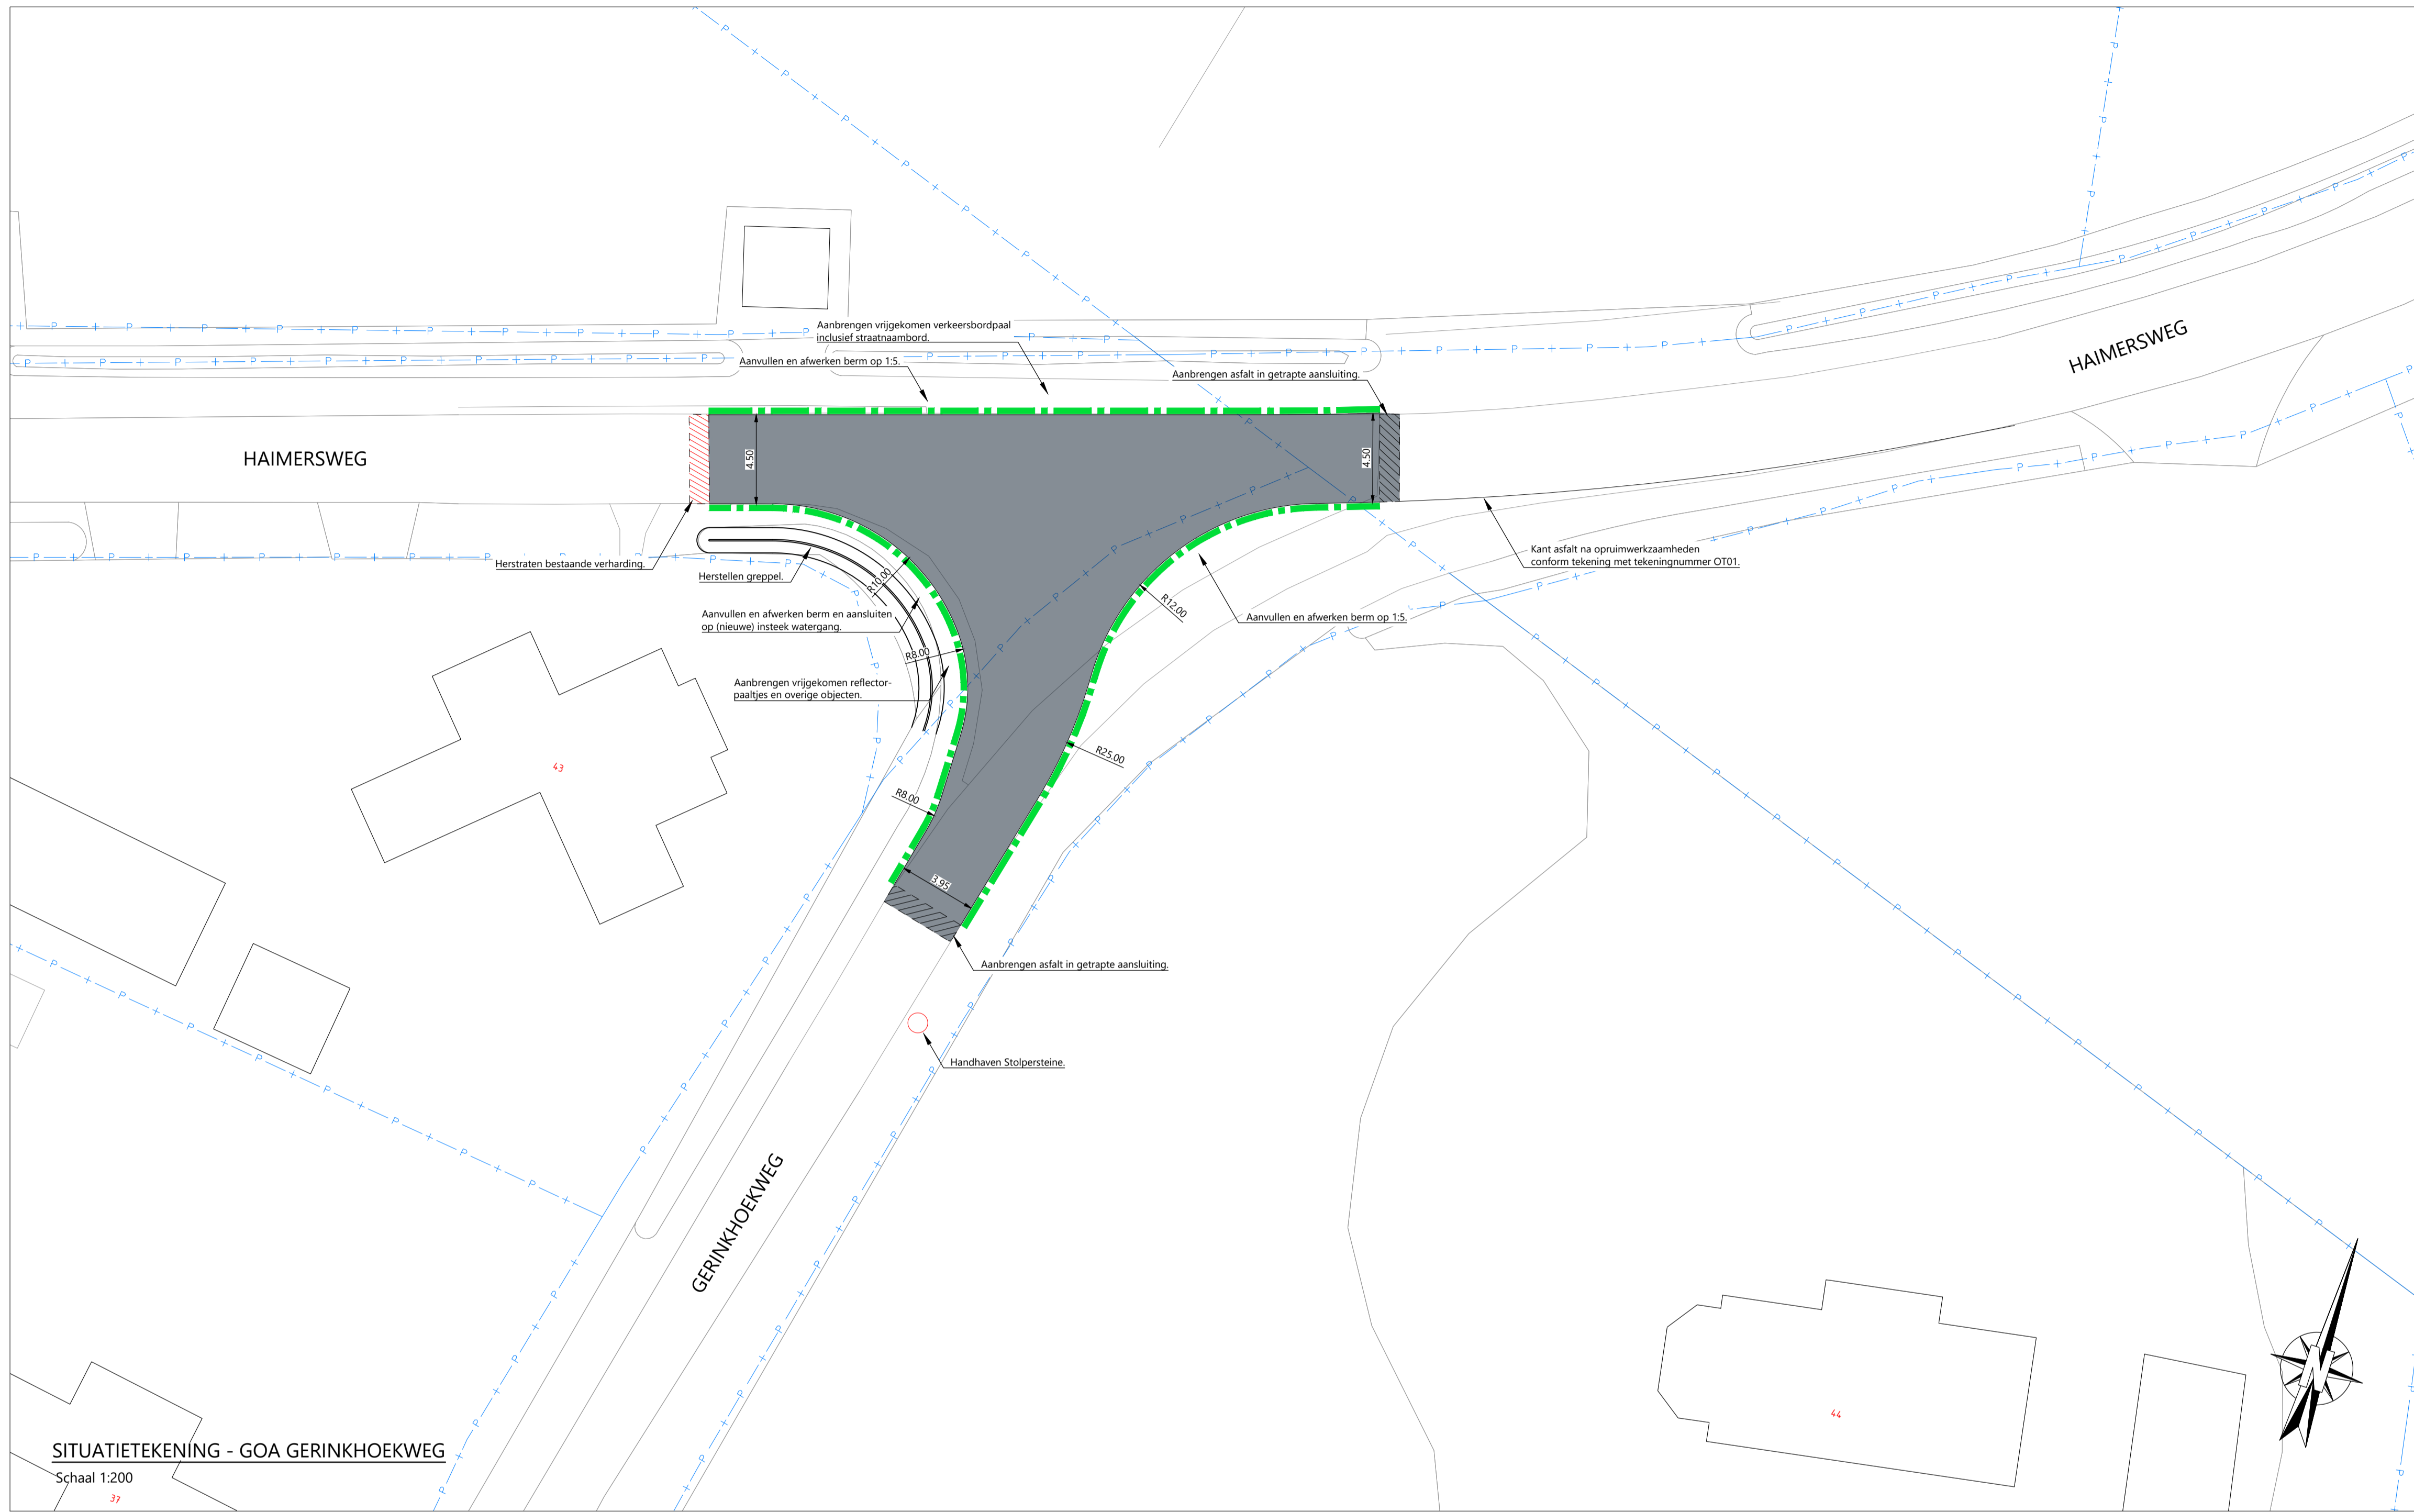 Aanbrengen vrijgekomen verkeersbordpaal
inclusief straatnaambord.
Aanvullen en afwerken berm op 1:5.
Aanbrengen asfalt in getrapte aansluiting.
HAIMERSWEG
HAIMERSWEG
4.50
4.50
Herstraten bestaande verharding.
Herstellen greppel.
Kant asfalt na opruimwerkzaamheden
conform tekening met tekeningnummer OT01.
R10.00
R12.00
Aanvullen en afwerken berm en aansluiten
op (nieuwe) insteek watergang.
Aanvullen en afwerken berm op 1:5.
R8.00
Aanbrengen vrijgekomen reflector-
paaltjes en overige objecten.
R25.00
43
R8.00
3.95
Aanbrengen asfalt in getrapte aansluiting.
Handhaven Stolpersteine.
GERINKHOEKWEG
44
SITUATIETEKENING - GOA GERINKHOEKWEG
Schaal 1:200
37